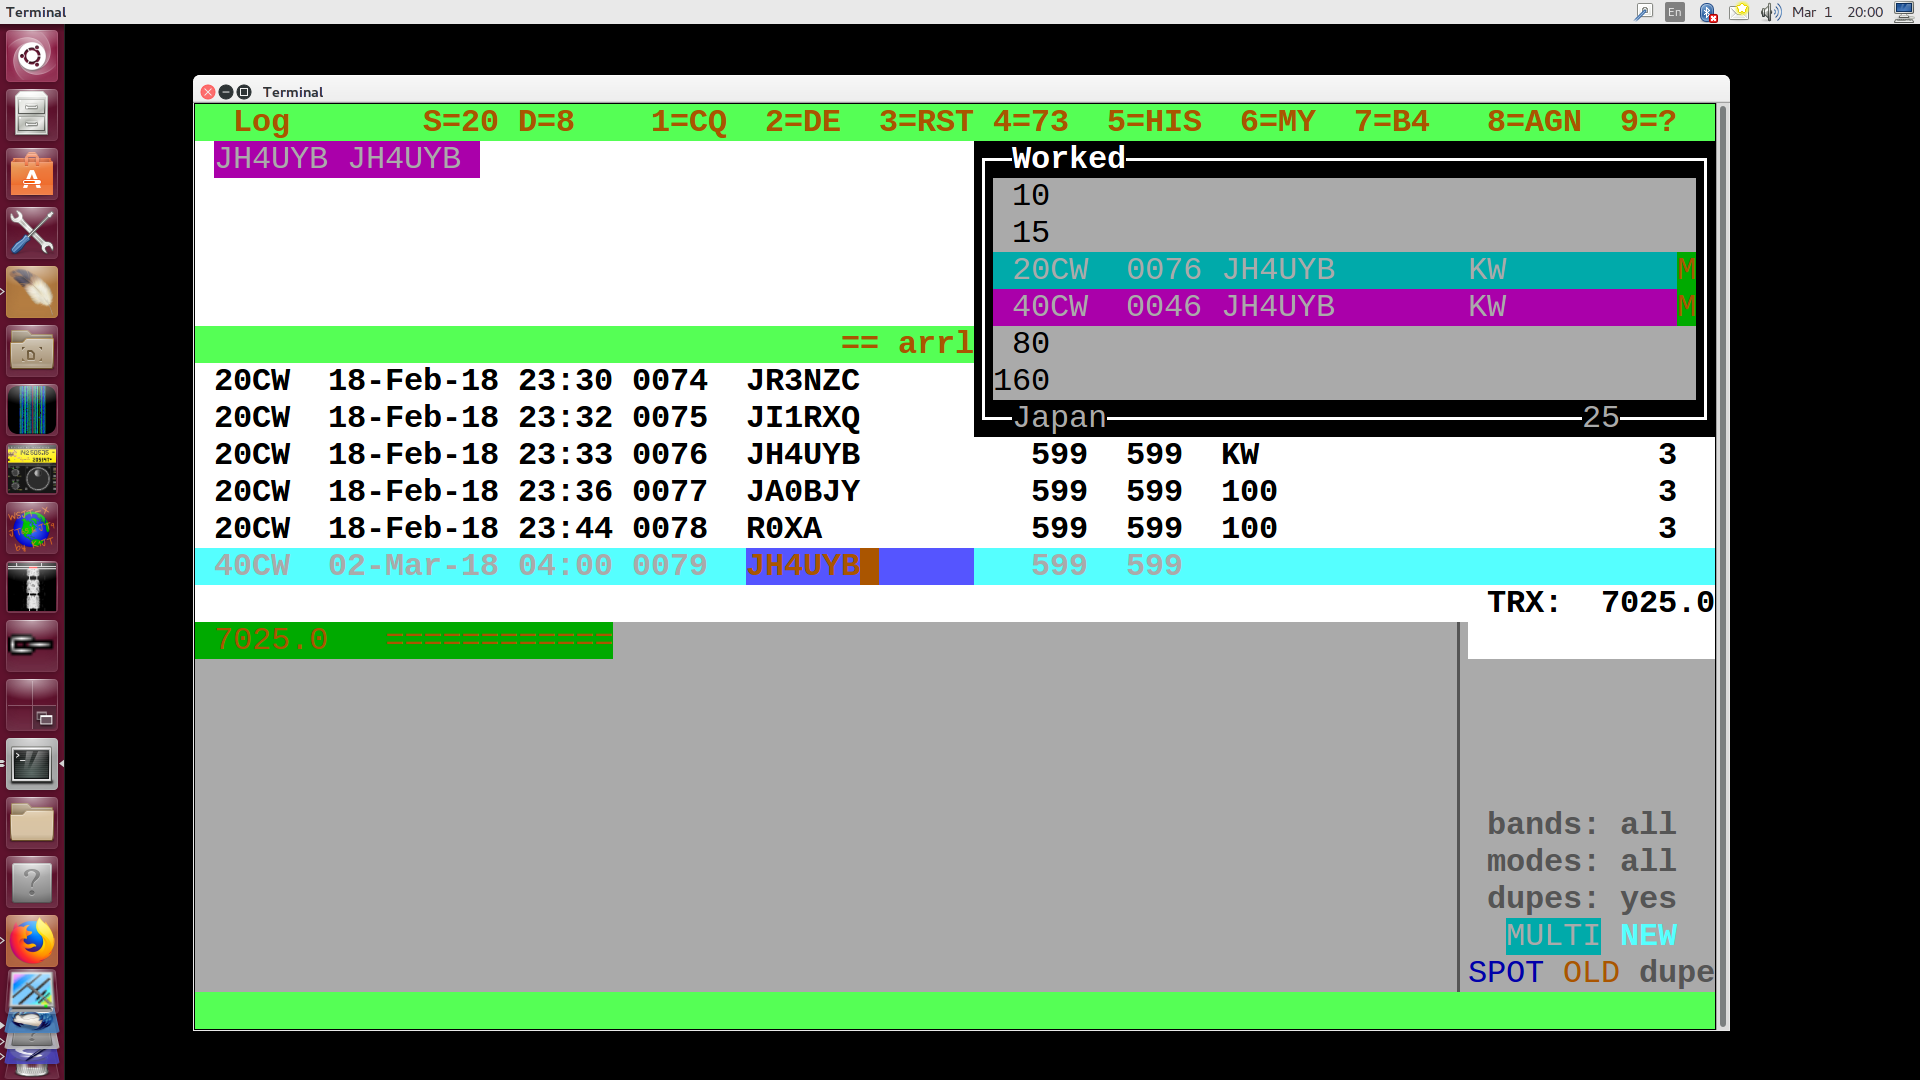 Terminal
En
Mar 1 20:00
Terminal
Log S=20 D=8 1=CQ 2=DE 3=RST 4=73 5=HIS 6=MY 7=B4 8=AGN 9=?
JH4UYB JH4UYB
Worked
10
15
20CW 0076 JH4UYB KW M
40CW 0046 JH4UYB KW M
80
160
Japan 25
== arrl
20CW 18-Feb-18 23:30 0074 JR3NZC
20CW 18-Feb-18 23:32 0075 JI1RXQ
20CW 18-Feb-18 23:33 0076 JH4UYB 599 599 KW 3
20CW 18-Feb-18 23:36 0077 JA0BJY 599 599 100 3
20CW 18-Feb-18 23:44 0078 R0XA 599 599 100 3
40CW 02-Mar-18 04:00 0079 JH4UYB 599 599
TRX: 7025.0
7025.0 ============
bands: all
modes: all
dupes: yes
MULTI NEW
SPOT OLD dupe